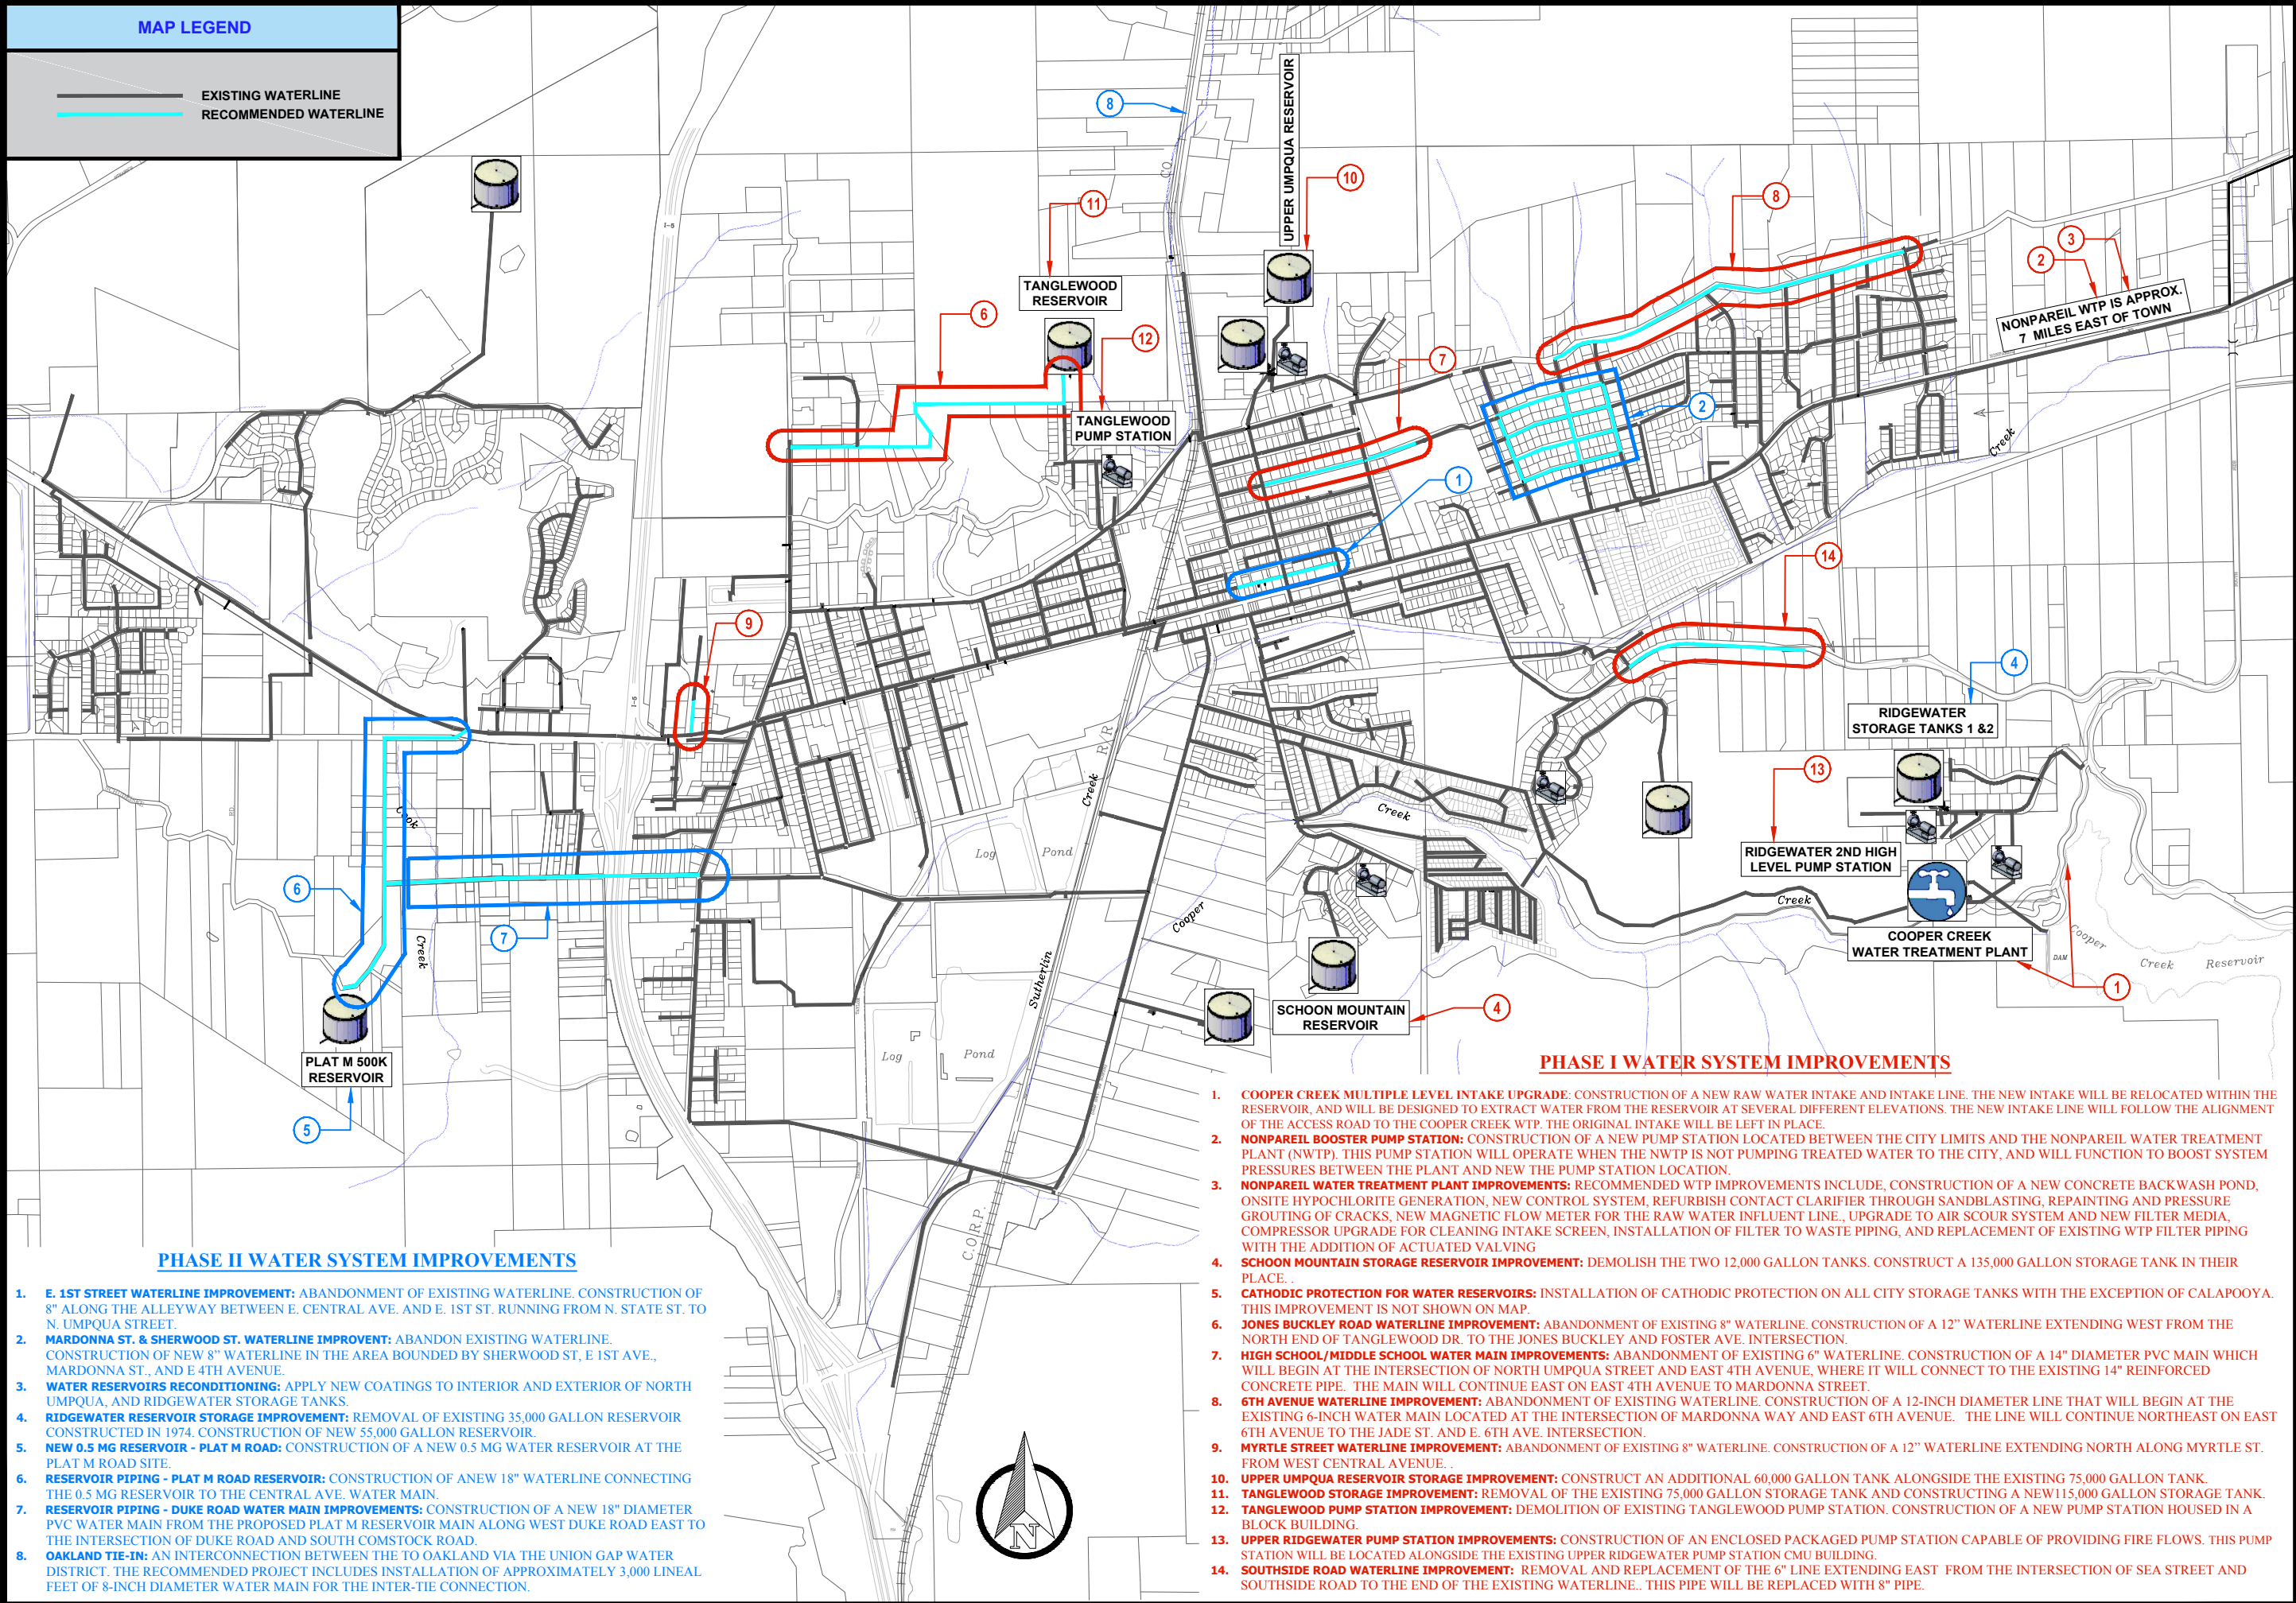 MAP LEGEND
EXISTING WATERLINE
RECOMMENDED WATERLINE
8
UPPER UMPQUA RESERVOIR
10
11
8
3
2
CO.
I-5
TANGLEWOOD
RESERVOIR
NONPAREIL WTP IS APPROX.
7 MILES EAST OF TOWN
6
12
7
2
TANGLEWOOD
PUMP STATION
Creek
1
14
9
4
I-5
RIDGEWATER
STORAGE TANKS 1 &2
R.R.
Creek
13
Cook
Creek
Log Pond
RIDGEWATER 2ND HIGH
LEVEL PUMP STATION
6
7
Creek
Cooper
Creek
COOPER CREEK
WATER TREATMENT PLANT
Cooper
Creek Reservoir
DAM
Sutherlin
1
SCHOON MOUNTAIN
RESERVOIR
4
PLAT M 500K
RESERVOIR
Log Pond
5
C.O.R.P.
N
PHASE I WATER SYSTEM IMPROVEMENTS
1. COOPER CREEK MULTIPLE LEVEL INTAKE UPGRADE: CONSTRUCTION OF A NEW RAW WATER INTAKE AND INTAKE LINE. THE NEW INTAKE WILL BE RELOCATED WITHIN THE
RESERVOIR, AND WILL BE DESIGNED TO EXTRACT WATER FROM THE RESERVOIR AT SEVERAL DIFFERENT ELEVATIONS. THE NEW INTAKE LINE WILL FOLLOW THE ALIGNMENT
OF THE ACCESS ROAD TO THE COOPER CREEK WTP. THE ORIGINAL INTAKE WILL BE LEFT IN PLACE.
2. NONPAREIL BOOSTER PUMP STATION: CONSTRUCTION OF A NEW PUMP STATION LOCATED BETWEEN THE CITY LIMITS AND THE NONPAREIL WATER TREATMENT
PLANT (NWTP). THIS PUMP STATION WILL OPERATE WHEN THE NWTP IS NOT PUMPING TREATED WATER TO THE CITY, AND WILL FUNCTION TO BOOST SYSTEM
PRESSURES BETWEEN THE PLANT AND NEW THE PUMP STATION LOCATION.
3. NONPAREIL WATER TREATMENT PLANT IMPROVEMENTS: RECOMMENDED WTP IMPROVEMENTS INCLUDE, CONSTRUCTION OF A NEW CONCRETE BACKWASH POND,
ONSITE HYPOCHLORITE GENERATION, NEW CONTROL SYSTEM, REFURBISH CONTACT CLARIFIER THROUGH SANDBLASTING, REPAINTING AND PRESSURE
GROUTING OF CRACKS, NEW MAGNETIC FLOW METER FOR THE RAW WATER INFLUENT LINE., UPGRADE TO AIR SCOUR SYSTEM AND NEW FILTER MEDIA,
COMPRESSOR UPGRADE FOR CLEANING INTAKE SCREEN, INSTALLATION OF FILTER TO WASTE PIPING, AND REPLACEMENT OF EXISTING WTP FILTER PIPING
WITH THE ADDITION OF ACTUATED VALVING
4. SCHOON MOUNTAIN STORAGE RESERVOIR IMPROVEMENT: DEMOLISH THE TWO 12,000 GALLON TANKS. CONSTRUCT A 135,000 GALLON STORAGE TANK IN THEIR
PLACE. .
5. CATHODIC PROTECTION FOR WATER RESERVOIRS: INSTALLATION OF CATHODIC PROTECTION ON ALL CITY STORAGE TANKS WITH THE EXCEPTION OF CALAPOOYA.
THIS IMPROVEMENT IS NOT SHOWN ON MAP.
6. JONES BUCKLEY ROAD WATERLINE IMPROVEMENT: ABANDONMENT OF EXISTING 8" WATERLINE. CONSTRUCTION OF A 12” WATERLINE EXTENDING WEST FROM THE
NORTH END OF TANGLEWOOD DR. TO THE JONES BUCKLEY AND FOSTER AVE. INTERSECTION.
7. HIGH SCHOOL/MIDDLE SCHOOL WATER MAIN IMPROVEMENTS: ABANDONMENT OF EXISTING 6" WATERLINE. CONSTRUCTION OF A 14" DIAMETER PVC MAIN WHICH
WILL BEGIN AT THE INTERSECTION OF NORTH UMPQUA STREET AND EAST 4TH AVENUE, WHERE IT WILL CONNECT TO THE EXISTING 14" REINFORCED
CONCRETE PIPE. THE MAIN WILL CONTINUE EAST ON EAST 4TH AVENUE TO MARDONNA STREET.
8. 6TH AVENUE WATERLINE IMPROVEMENT: ABANDONMENT OF EXISTING WATERLINE. CONSTRUCTION OF A 12-INCH DIAMETER LINE THAT WILL BEGIN AT THE
EXISTING 6-INCH WATER MAIN LOCATED AT THE INTERSECTION OF MARDONNA WAY AND EAST 6TH AVENUE. THE LINE WILL CONTINUE NORTHEAST ON EAST
6TH AVENUE TO THE JADE ST. AND E. 6TH AVE. INTERSECTION.
9. MYRTLE STREET WATERLINE IMPROVEMENT: ABANDONMENT OF EXISTING 8" WATERLINE. CONSTRUCTION OF A 12” WATERLINE EXTENDING NORTH ALONG MYRTLE ST.
FROM WEST CENTRAL AVENUE. .
10. UPPER UMPQUA RESERVOIR STORAGE IMPROVEMENT: CONSTRUCT AN ADDITIONAL 60,000 GALLON TANK ALONGSIDE THE EXISTING 75,000 GALLON TANK.
11. TANGLEWOOD STORAGE IMPROVEMENT: REMOVAL OF THE EXISTING 75,000 GALLON STORAGE TANK AND CONSTRUCTING A NEW115,000 GALLON STORAGE TANK.
12. TANGLEWOOD PUMP STATION IMPROVEMENT: DEMOLITION OF EXISTING TANGLEWOOD PUMP STATION. CONSTRUCTION OF A NEW PUMP STATION HOUSED IN A
BLOCK BUILDING.
13. UPPER RIDGEWATER PUMP STATION IMPROVEMENTS: CONSTRUCTION OF AN ENCLOSED PACKAGED PUMP STATION CAPABLE OF PROVIDING FIRE FLOWS. THIS PUMP
STATION WILL BE LOCATED ALONGSIDE THE EXISTING UPPER RIDGEWATER PUMP STATION CMU BUILDING.
14. SOUTHSIDE ROAD WATERLINE IMPROVEMENT: REMOVAL AND REPLACEMENT OF THE 6" LINE EXTENDING EAST FROM THE INTERSECTION OF SEA STREET AND
SOUTHSIDE ROAD TO THE END OF THE EXISTING WATERLINE.. THIS PIPE WILL BE REPLACED WITH 8" PIPE.
PHASE II WATER SYSTEM IMPROVEMENTS
1. E. 1ST STREET WATERLINE IMPROVEMENT: ABANDONMENT OF EXISTING WATERLINE. CONSTRUCTION OF
8" ALONG THE ALLEYWAY BETWEEN E. CENTRAL AVE. AND E. 1ST ST. RUNNING FROM N. STATE ST. TO
N. UMPQUA STREET.
2. MARDONNA ST. & SHERWOOD ST. WATERLINE IMPROVENT: ABANDON EXISTING WATERLINE.
CONSTRUCTION OF NEW 8” WATERLINE IN THE AREA BOUNDED BY SHERWOOD ST, E 1ST AVE.,
MARDONNA ST., AND E 4TH AVENUE.
3. WATER RESERVOIRS RECONDITIONING: APPLY NEW COATINGS TO INTERIOR AND EXTERIOR OF NORTH
UMPQUA, AND RIDGEWATER STORAGE TANKS.
4. RIDGEWATER RESERVOIR STORAGE IMPROVEMENT: REMOVAL OF EXISTING 35,000 GALLON RESERVOIR
CONSTRUCTED IN 1974. CONSTRUCTION OF NEW 55,000 GALLON RESERVOIR.
5. NEW 0.5 MG RESERVOIR - PLAT M ROAD: CONSTRUCTION OF A NEW 0.5 MG WATER RESERVOIR AT THE
PLAT M ROAD SITE.
6. RESERVOIR PIPING - PLAT M ROAD RESERVOIR: CONSTRUCTION OF ANEW 18" WATERLINE CONNECTING
THE 0.5 MG RESERVOIR TO THE CENTRAL AVE. WATER MAIN.
7. RESERVOIR PIPING - DUKE ROAD WATER MAIN IMPROVEMENTS: CONSTRUCTION OF A NEW 18" DIAMETER
PVC WATER MAIN FROM THE PROPOSED PLAT M RESERVOIR MAIN ALONG WEST DUKE ROAD EAST TO
THE INTERSECTION OF DUKE ROAD AND SOUTH COMSTOCK ROAD.
8. OAKLAND TIE-IN: AN INTERCONNECTION BETWEEN THE TO OAKLAND VIA THE UNION GAP WATER
DISTRICT. THE RECOMMENDED PROJECT INCLUDES INSTALLATION OF APPROXIMATELY 3,000 LINEAL
FEET OF 8-INCH DIAMETER WATER MAIN FOR THE INTER-TIE CONNECTION.